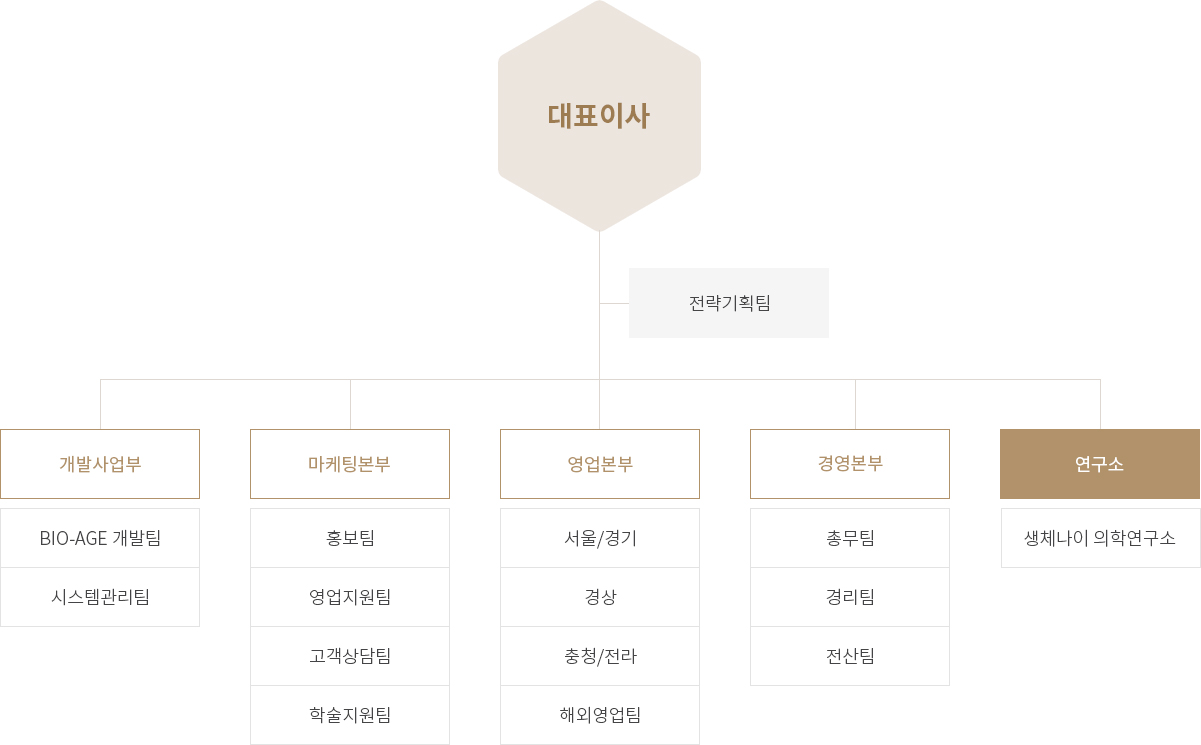 대표이사
전략기획팀
개발사업부
마케팅본부
영업본부
경영본부
연구소
BIO-AGE 개발팀
홍보팀
서울/경기
총무팀
생체나이 의학연구소
시스템관리팀
영업지원팀
경상
경리팀
고객상담팀
충청/전라
전산팀
학술지원팀
해외영업팀